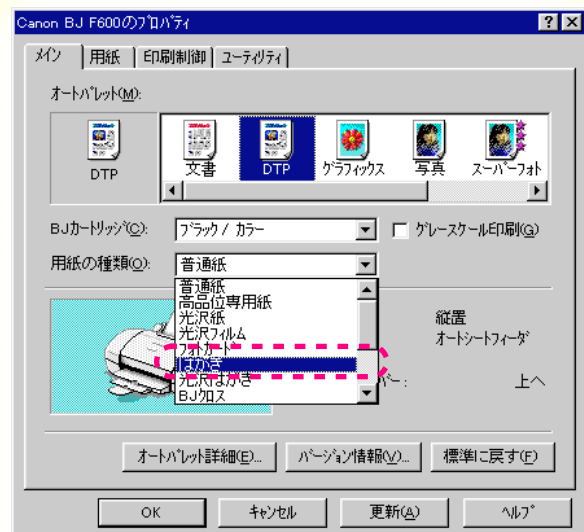 Canon BJ F600のﾌﾟﾛﾊﾟﾃｨ
ﾒｲﾝ 用紙 印刷制御 ﾕｰﾃｨﾘﾃｨ
ｵｰﾄﾊﾟﾚｯﾄ(M):
DTP
文書 DTP ｸﾞﾗﾌｨｯｸｽ 写真 ｽｰﾊﾟｰﾌｫﾄ
BJｶｰﾄﾘｯｼﾞ(C): ﾌﾞﾗｯｸ / ｶﾗｰ ｸﾞﾚｰｽｹｰﾙ印刷(G)
用紙の種類(O): 普通紙
普通紙
高品位専用紙
光沢紙
光沢ﾌｨﾙﾑ
ﾌｫﾄｶｰﾄﾞ
はがき
光沢はがき
BJｸﾛｽ
縦置
ｵｰﾄｼｰﾄﾌｨｰﾀﾞ
ﾊﾞｰ: 上へ
ｵｰﾄﾊﾟﾚｯﾄ詳細(E)... ﾊﾞｰｼﾞｮﾝ情報(V)... 標準に戻す(F)
OK ｷｬﾝｾﾙ 更新(A) ﾍﾙﾌﾟ